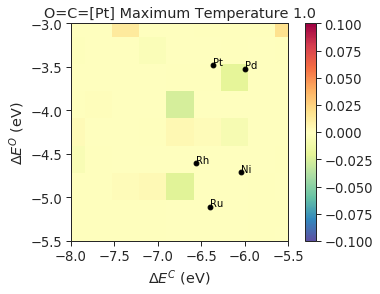 O=C=[Pt] Maximum Temperature 1.0
−3.0
−3.5
−4.0
−4.5
−5.0
−5.5
ΔE^O (eV)
Pt
Pd
Rh
Ni
Ru
−8.0 −7.5 −7.0 −6.5 −6.0 −5.5
ΔE^C (eV)
0.100
0.075
0.050
0.025
0.000
−0.025
−0.050
−0.075
−0.100